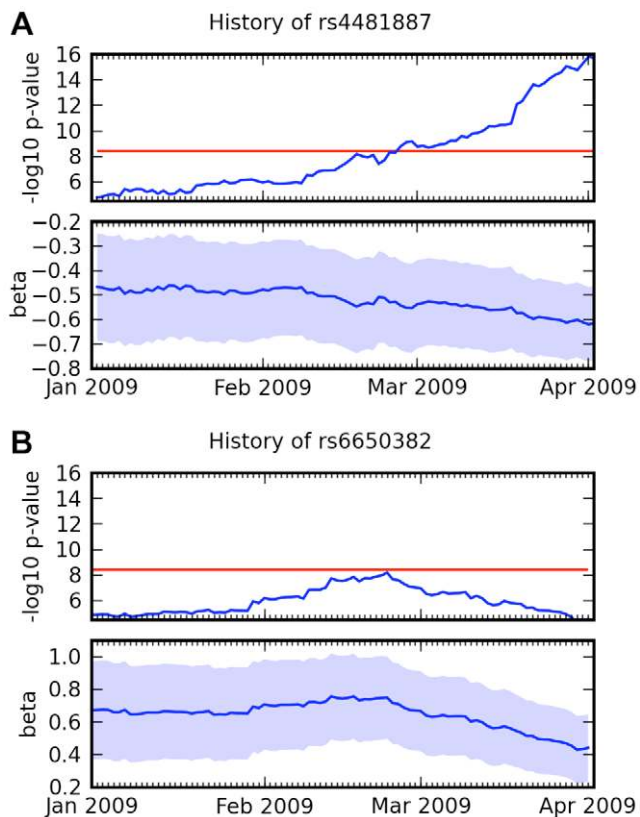 A
History of rs4481887
-log10 p-value
16
14
12
10
8
6
beta
−0.2
−0.3
−0.4
−0.5
−0.6
−0.7
−0.8
Jan 2009 Feb 2009 Mar 2009 Apr 2009
B
History of rs6650382
-log10 p-value
16
14
12
10
8
6
beta
1.0
0.8
0.6
0.4
0.2
Jan 2009 Feb 2009 Mar 2009 Apr 2009